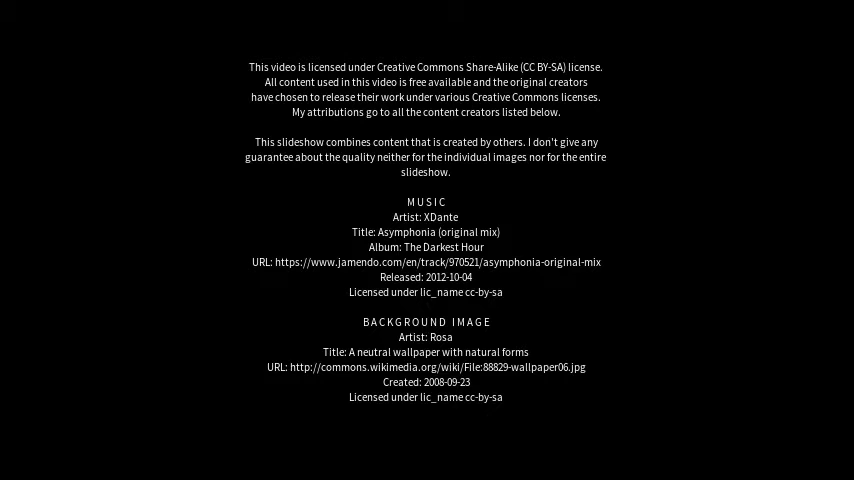 This video is licensed under Creative Commons Share-Alike (CC BY-SA) license.
All content used in this video is free available and the original creators
have chosen to release their work under various Creative Commons licenses.
My attributions go to all the content creators listed below.
This slideshow combines content that is created by others. I don't give any
guarantee about the quality neither for the individual images nor for the entire
slideshow.
MUSIC
Artist: XDante
Title: Asymphonia (original mix)
Album: The Darkest Hour
URL: https://www.jamendo.com/en/track/970521/asymphonia-original-mix
Released: 2012-10-04
Licensed under lic_name cc-by-sa
BACKGROUND IMAGE
Artist: Rosa
Title: A neutral wallpaper with natural forms
URL: http://commons.wikimedia.org/wiki/File:88829-wallpaper06.jpg
Created: 2008-09-23
Licensed under lic_name cc-by-sa